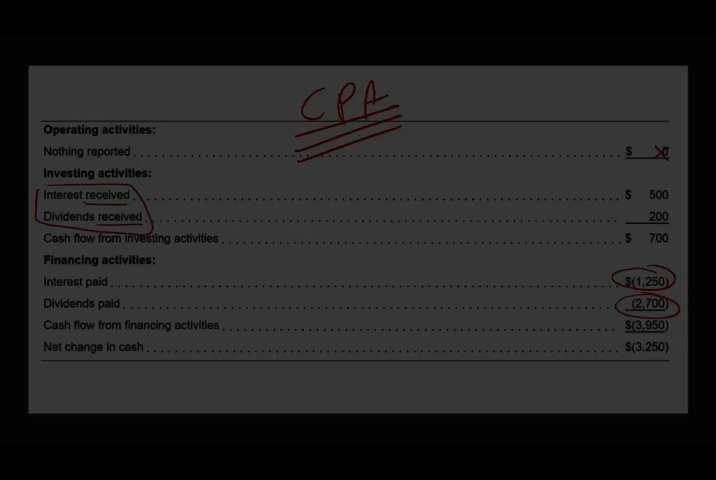 CPA
Operating activities:
Nothing reported $
Investing activities:
Interest received $ 500
Dividends received 200
Cash flow from investing activities $ 700
Financing activities:
Interest paid $(1,250)
Dividends paid (2,700)
Cash flow from financing activities $(3,950)
Net change in cash $(3,250)